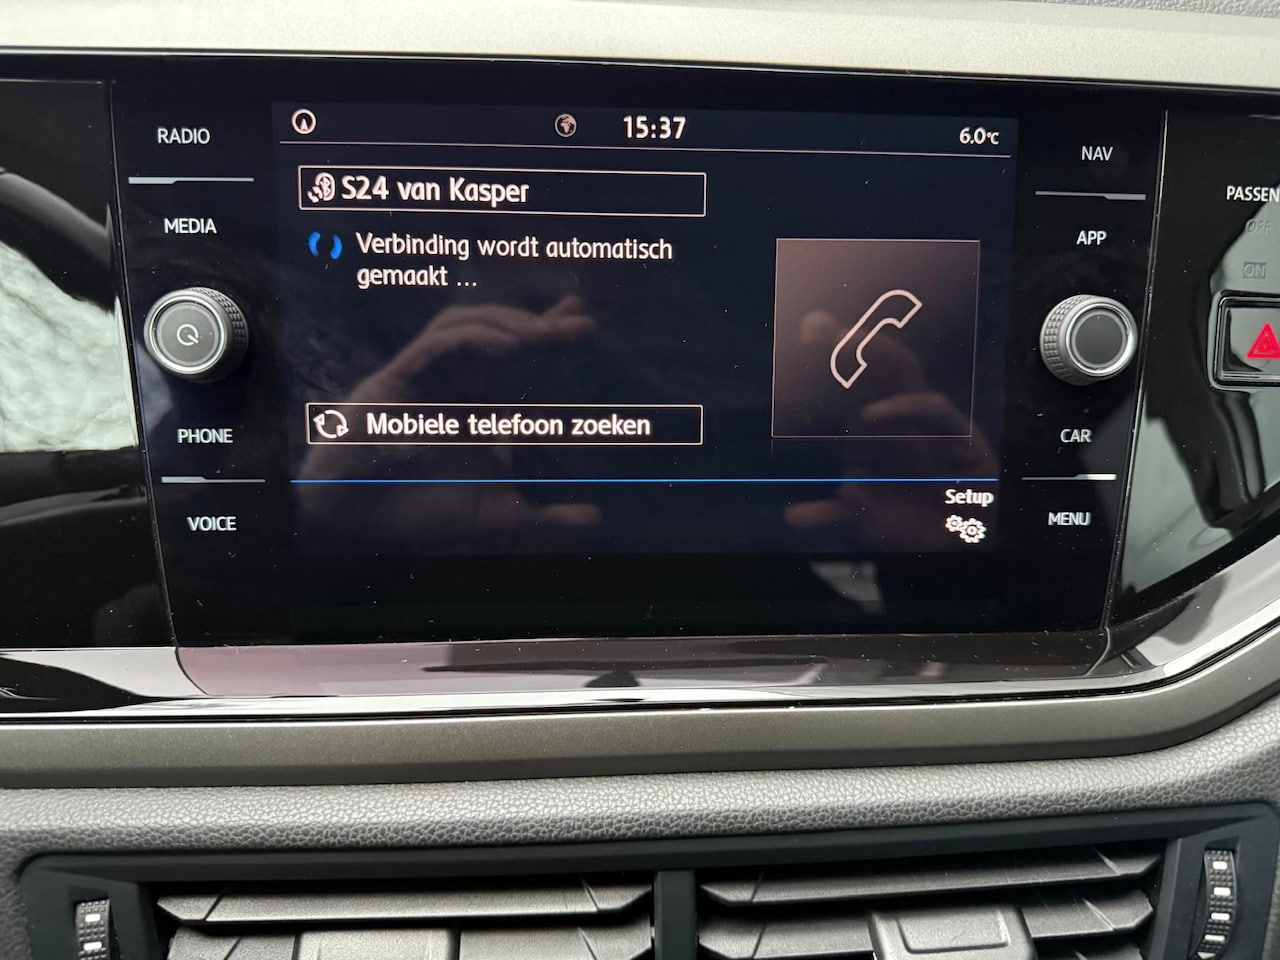 RADIO
MEDIA
PHONE
VOICE
15:37
6.0°C
S24 van Kasper
Verbinding wordt automatisch
gemaakt ...
Mobiele telefoon zoeken
Setup
NAV
APP
CAR
MENU
PASSEN
OFF
ON